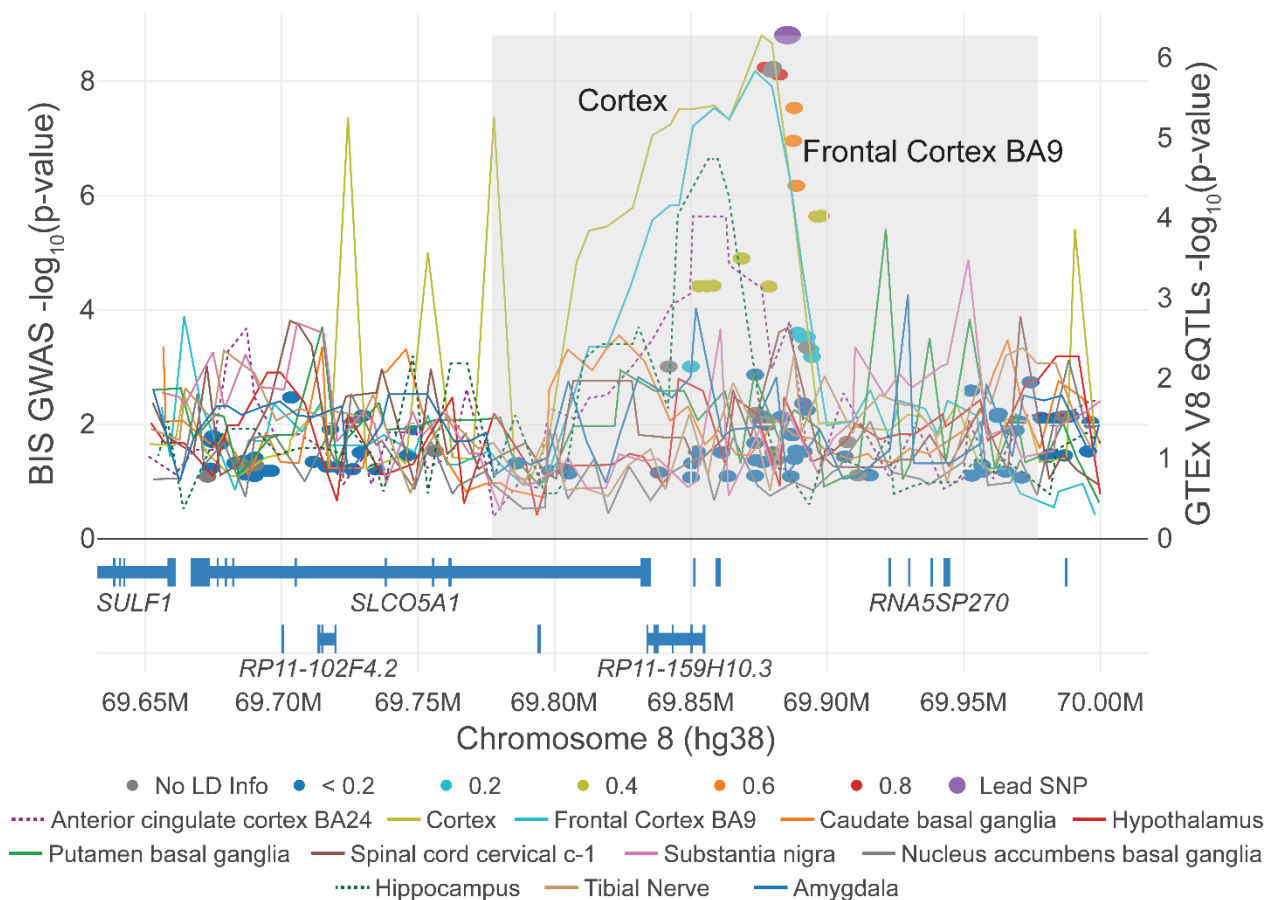 BIS GWAS -log10(p-value)
8
6
4
2
0
Cortex
Frontal Cortex BA9
6
5
4
3
2
1
0
GTEx V8 eQTLs -log10(p-value)
SULF1 SLCO5A1 RNA5SP270
RP11-102F4.2 RP11-159H10.3
69.65M 69.70M 69.75M 69.80M 69.85M 69.90M 69.95M 70.00M
Chromosome 8 (hg38)
No LD Info < 0.2 0.2 0.4 0.6 0.8 Lead SNP
Anterior cingulate cortex BA24 Cortex Frontal Cortex BA9 Caudate basal ganglia Hypothalamus
Putamen basal ganglia Spinal cord cervical c-1 Substantia nigra Nucleus accumbens basal ganglia
Hippocampus Tibial Nerve Amygdala